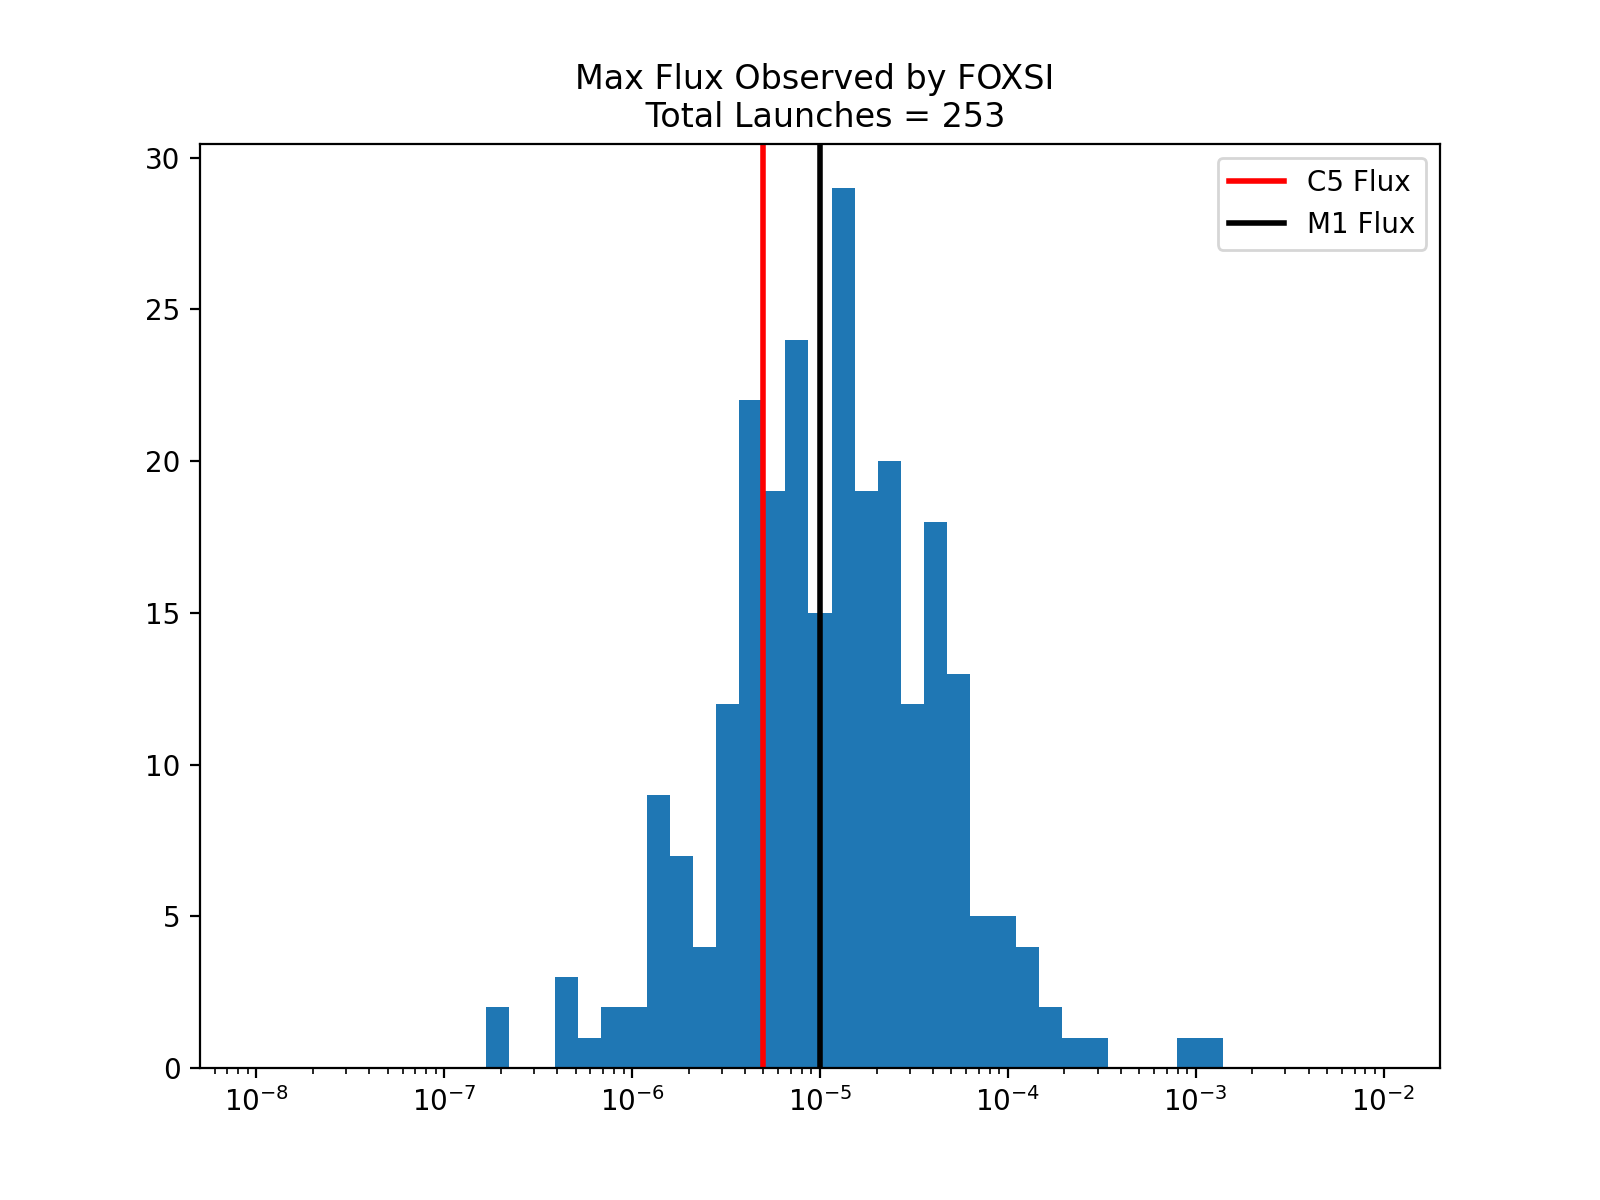 Max Flux Observed by FOXSI
Total Launches = 253
C5 Flux
M1 Flux
30
25
20
15
10
5
0
10⁻⁸ 10⁻⁷ 10⁻⁶ 10⁻⁵ 10⁻⁴ 10⁻³ 10⁻²